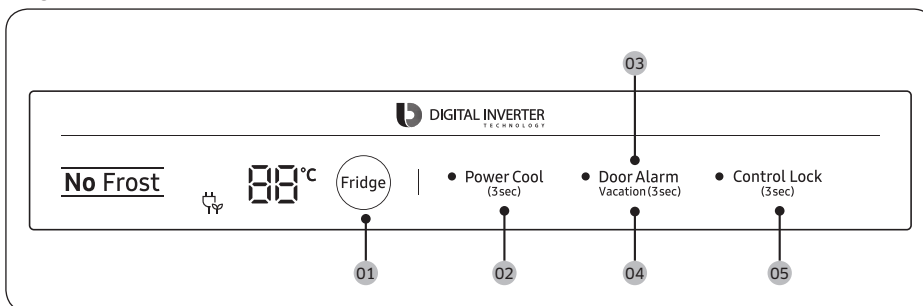 03
DIGITAL INVERTER
TECHNOLOGY
No Frost
88°C
Fridge
Power Cool
(3sec)
Door Alarm
Vacation(3sec)
Control Lock
(3sec)
01
02
04
05